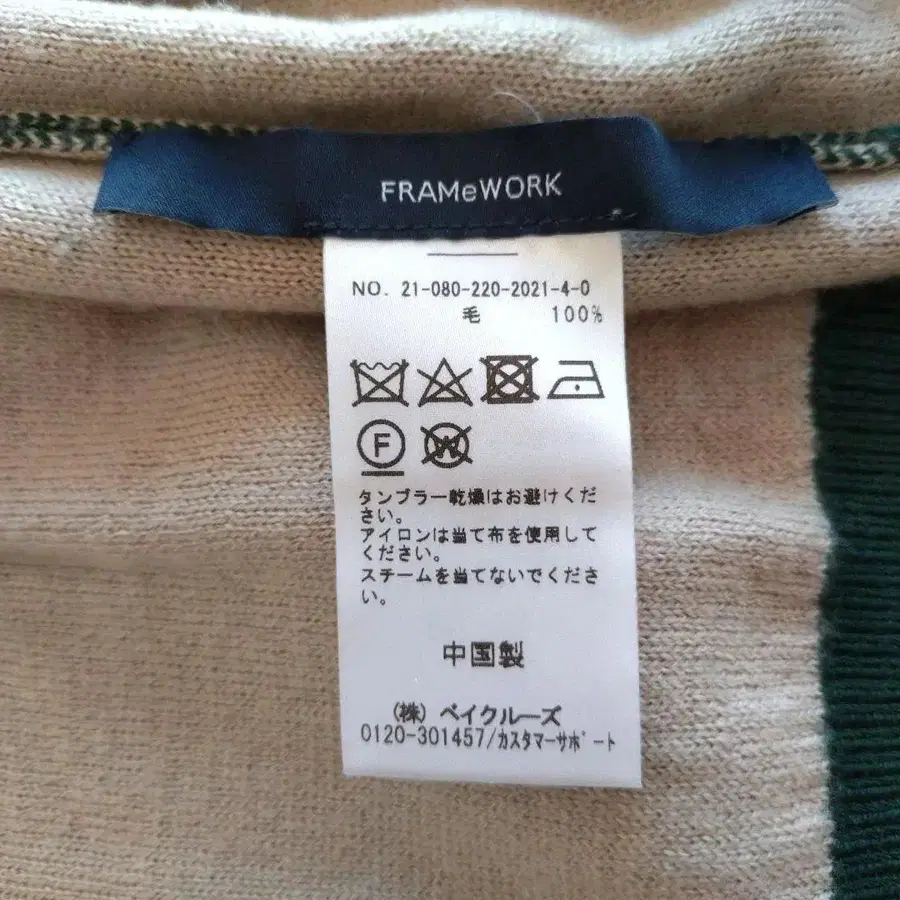 FRAMeWORK
NO. 21-080-220-2021-4-0
毛 100%
F W
タンブラー乾燥はお避けくだ
さい。
アイロンは当て布を使用して
ください。
スチームを当てないでくださ
い。
中国製
(株) ベイクルーズ
0120-301457/カスタマーサポート